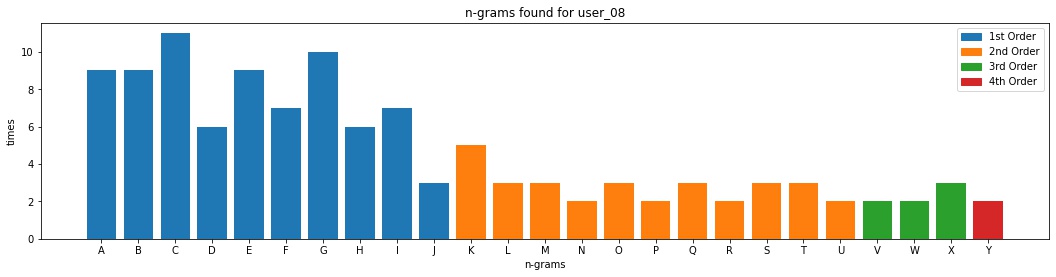 n-grams found for user_08
1st Order
2nd Order
3rd Order
4th Order
times
10
8
6
4
2
0
A B C D E F G H I J K L M N O P Q R S T U V W X Y
n-grams